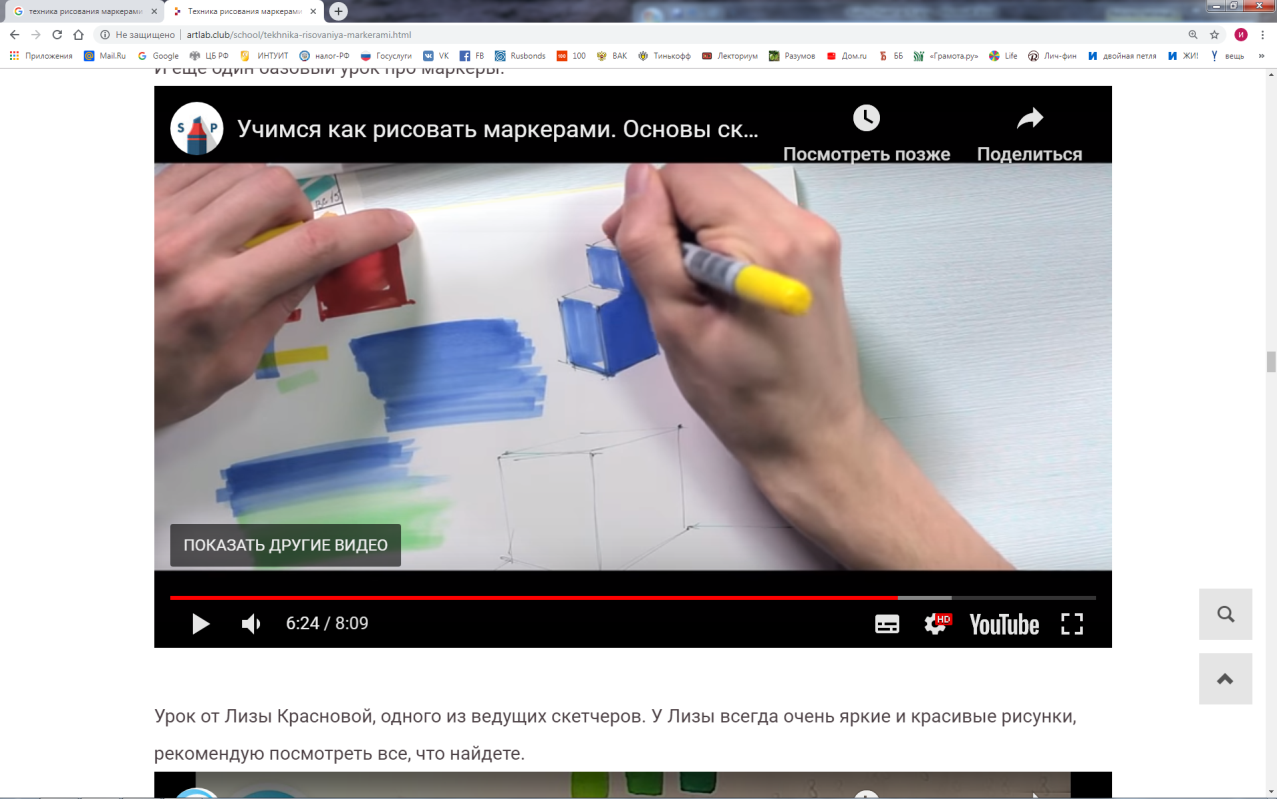 техника рисования маркерами
Техника рисования маркерами
Не защищено | artlab.club/school/tekhnika-risovaniya-markerami.html
Приложения Mail.Ru Google ЦБ РФ ИНТУИТ налог-РФ Госуслуги VK FB Rusbonds 100 ВАК Тинькофф Лекториум Разумов Дом.ru ББ «Грамота.ру» Life Лич-фин двойная петля ЖИ! вещь »
И еще один базовый урок про маркеры.
S P
Учимся как рисовать маркерами. Основы ск...
Посмотреть позже Поделиться
ПОКАЗАТЬ ДРУГИЕ ВИДЕО
6:24 / 8:09
HD
YouTube
Урок от Лизы Красновой, одного из ведущих скетчеров. У Лизы всегда очень яркие и красивые рисунки,
рекомендую посмотреть все, что найдете.